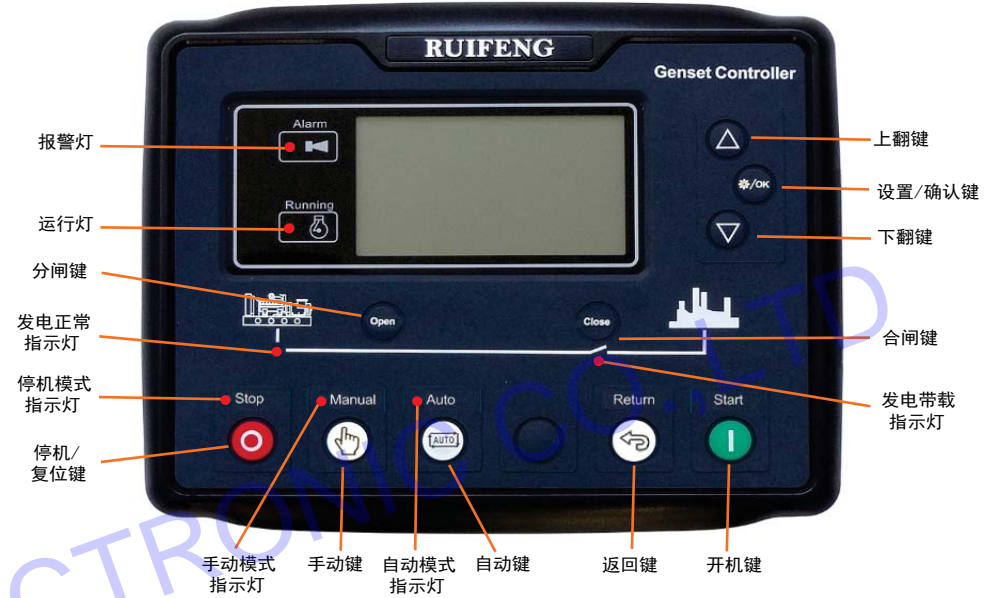 RUIFENG
Genset Controller
Alarm
Running
报警灯
运行灯
分闸键
发电正常
指示灯
停机模式
指示灯
停机/
复位键
上翻键
/OK
设置/确认键
下翻键
Open
Close
合闸键
发电带载
指示灯
Stop
Manual
Auto
Return
Start
AUTO
手动模式
指示灯
手动键
自动模式
指示灯
自动键
返回键
开机键
CTRONIC CO.,LTD